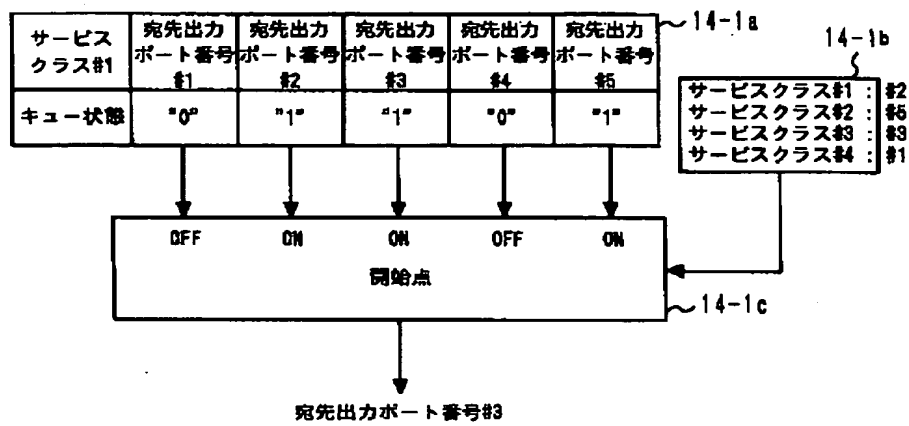 サービス
クラス#1
宛先出力
ポート番号
#1
宛先出力
ポート番号
#2
宛先出力
ポート番号
#3
宛先出力
ポート番号
#4
宛先出力
ポート番号
#5
14-1a
キュー状態
"0"
"1"
"1"
"0"
"1"
14-1b
サービスクラス#1 : #2
サービスクラス#2 : #5
サービスクラス#3 : #3
サービスクラス#4 : #1
OFF
ON
ON
OFF
ON
開始点
14-1c
宛先出力ポート番号#3